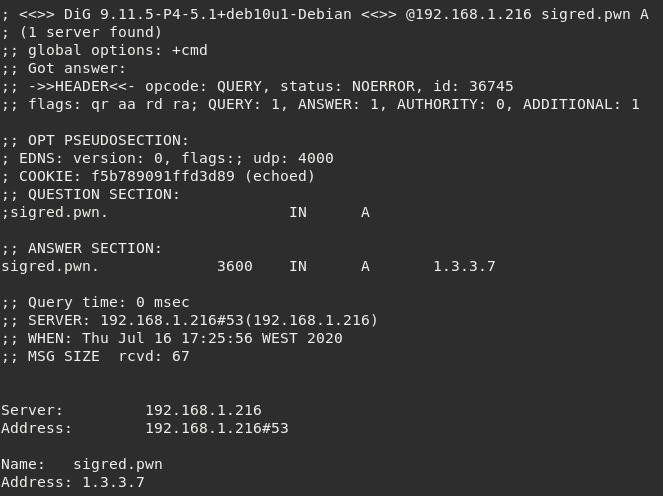 ; <<>> DiG 9.11.5-P4-5.1+deb10u1-Debian <<>> @192.168.1.216 sigred.pwn A
; (1 server found)
;; global options: +cmd
;; Got answer:
;; ->>HEADER<<- opcode: QUERY, status: NOERROR, id: 36745
;; flags: qr aa rd ra; QUERY: 1, ANSWER: 1, AUTHORITY: 0, ADDITIONAL: 1

;; OPT PSEUDOSECTION:
; EDNS: version: 0, flags:; udp: 4000
; COOKIE: f5b789091ffd3d89 (echoed)
;; QUESTION SECTION:
;sigred.pwn.			IN	A

;; ANSWER SECTION:
sigred.pwn.		3600	IN	A	1.3.3.7

;; Query time: 0 msec
;; SERVER: 192.168.1.216#53(192.168.1.216)
;; WHEN: Thu Jul 16 17:25:56 WEST 2020
;; MSG SIZE  rcvd: 67

Server:		192.168.1.216
Address:	192.168.1.216#53

Name:	sigred.pwn
Address: 1.3.3.7